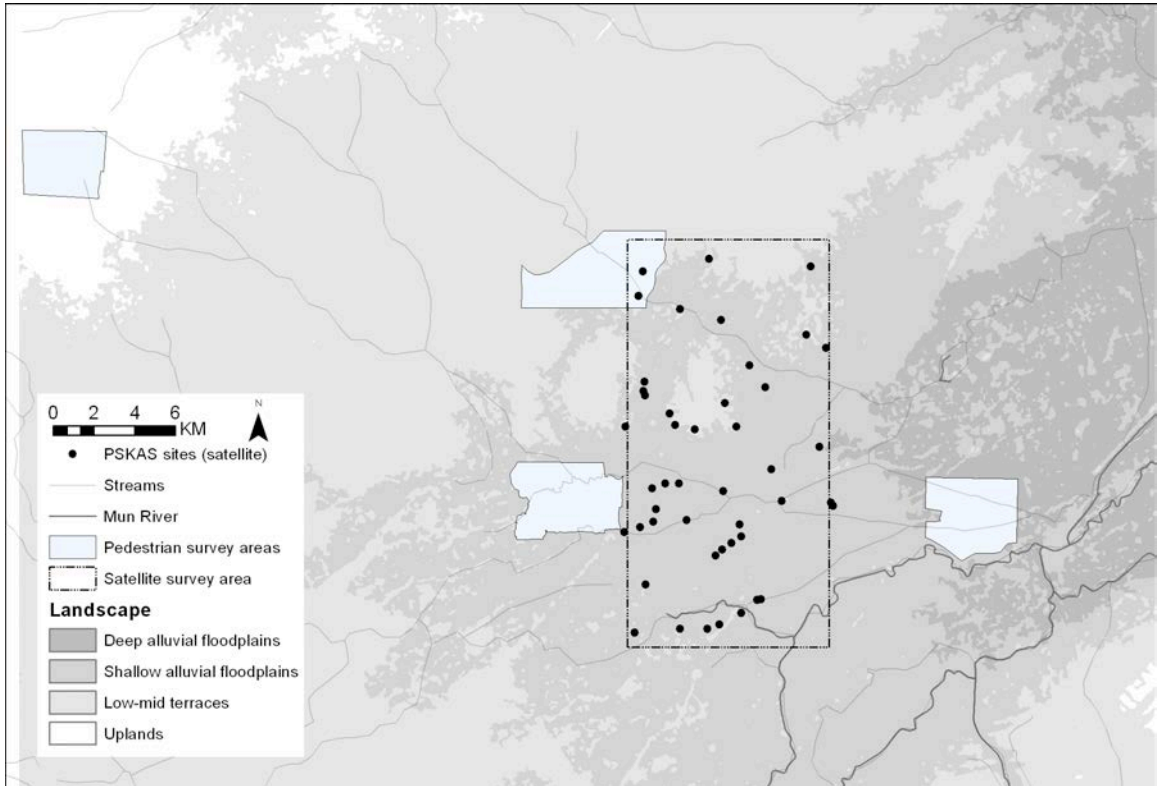 0 2 4 6
KM
N
PSKAS sites (satellite)
Streams
Mun River
Pedestrian survey areas
Satellite survey area
Landscape
Deep alluvial floodplains
Shallow alluvial floodplains
Low-mid terraces
Uplands